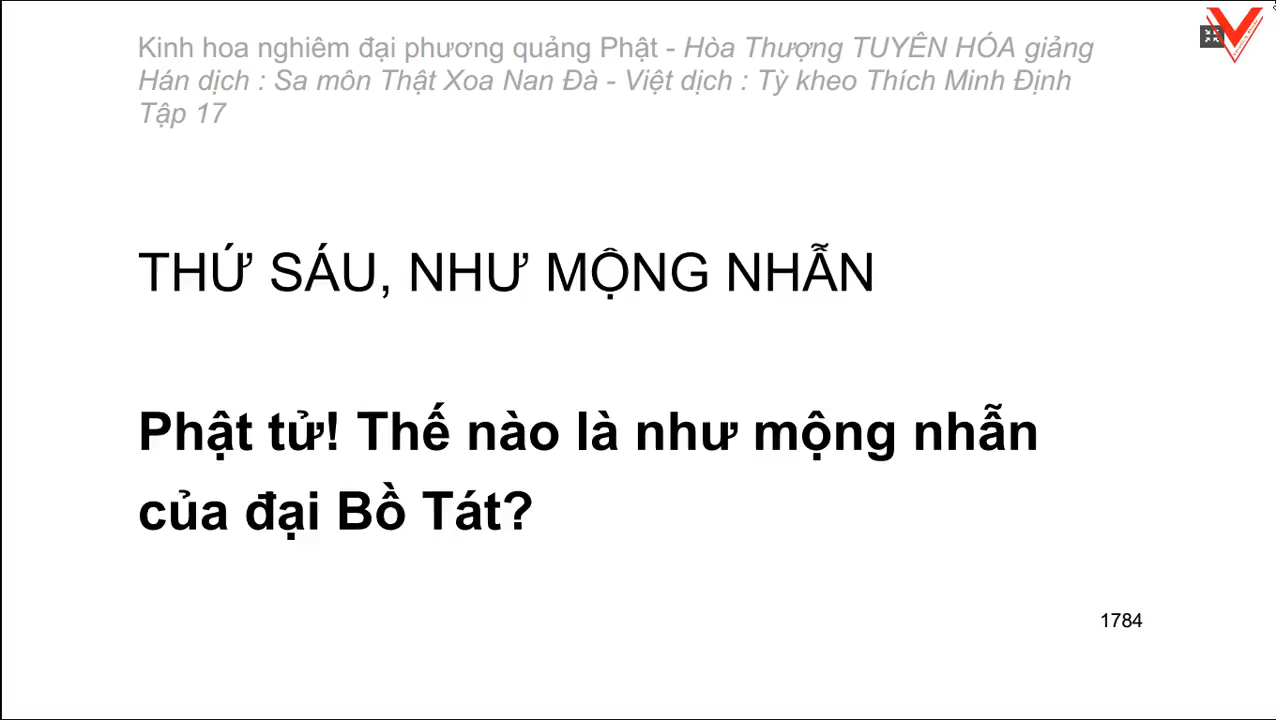 Kinh hoa nghiêm đại phương quảng Phật - Hòa Thượng TUYÊN HÓA giảng
Hán dịch : Sa môn Thật Xoa Nan Đà - Việt dịch : Tỳ kheo Thích Minh Định
Tập 17
THỨ SÁU, NHƯ MỘNG NHẪN
Phật tử! Thế nào là như mộng nhẫn
của đại Bồ Tát?
1784